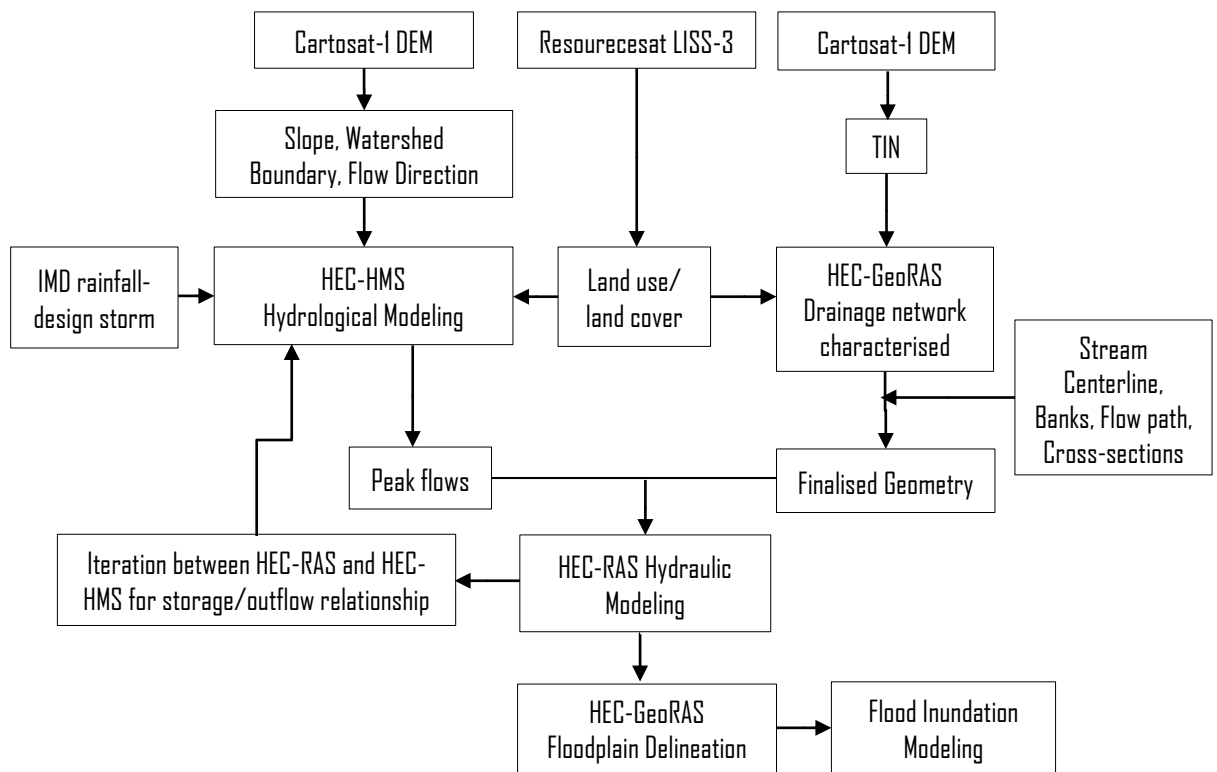 Cartosat-1 DEM
Resourecesat LISS-3
Cartosat-1 DEM
Slope, Watershed
Boundary, Flow Direction
TIN
IMD rainfall-
design storm
HEC-HMS
Hydrological Modeling
Land use/
land cover
HEC-GeoRAS
Drainage network
characterised
Stream
Centerline,
Banks, Flow path,
Cross-sections
Peak flows
Finalised Geometry
Iteration between HEC-RAS and HEC-
HMS for storage/outflow relationship
HEC-RAS Hydraulic
Modeling
HEC-GeoRAS
Floodplain Delineation
Flood Inundation
Modeling